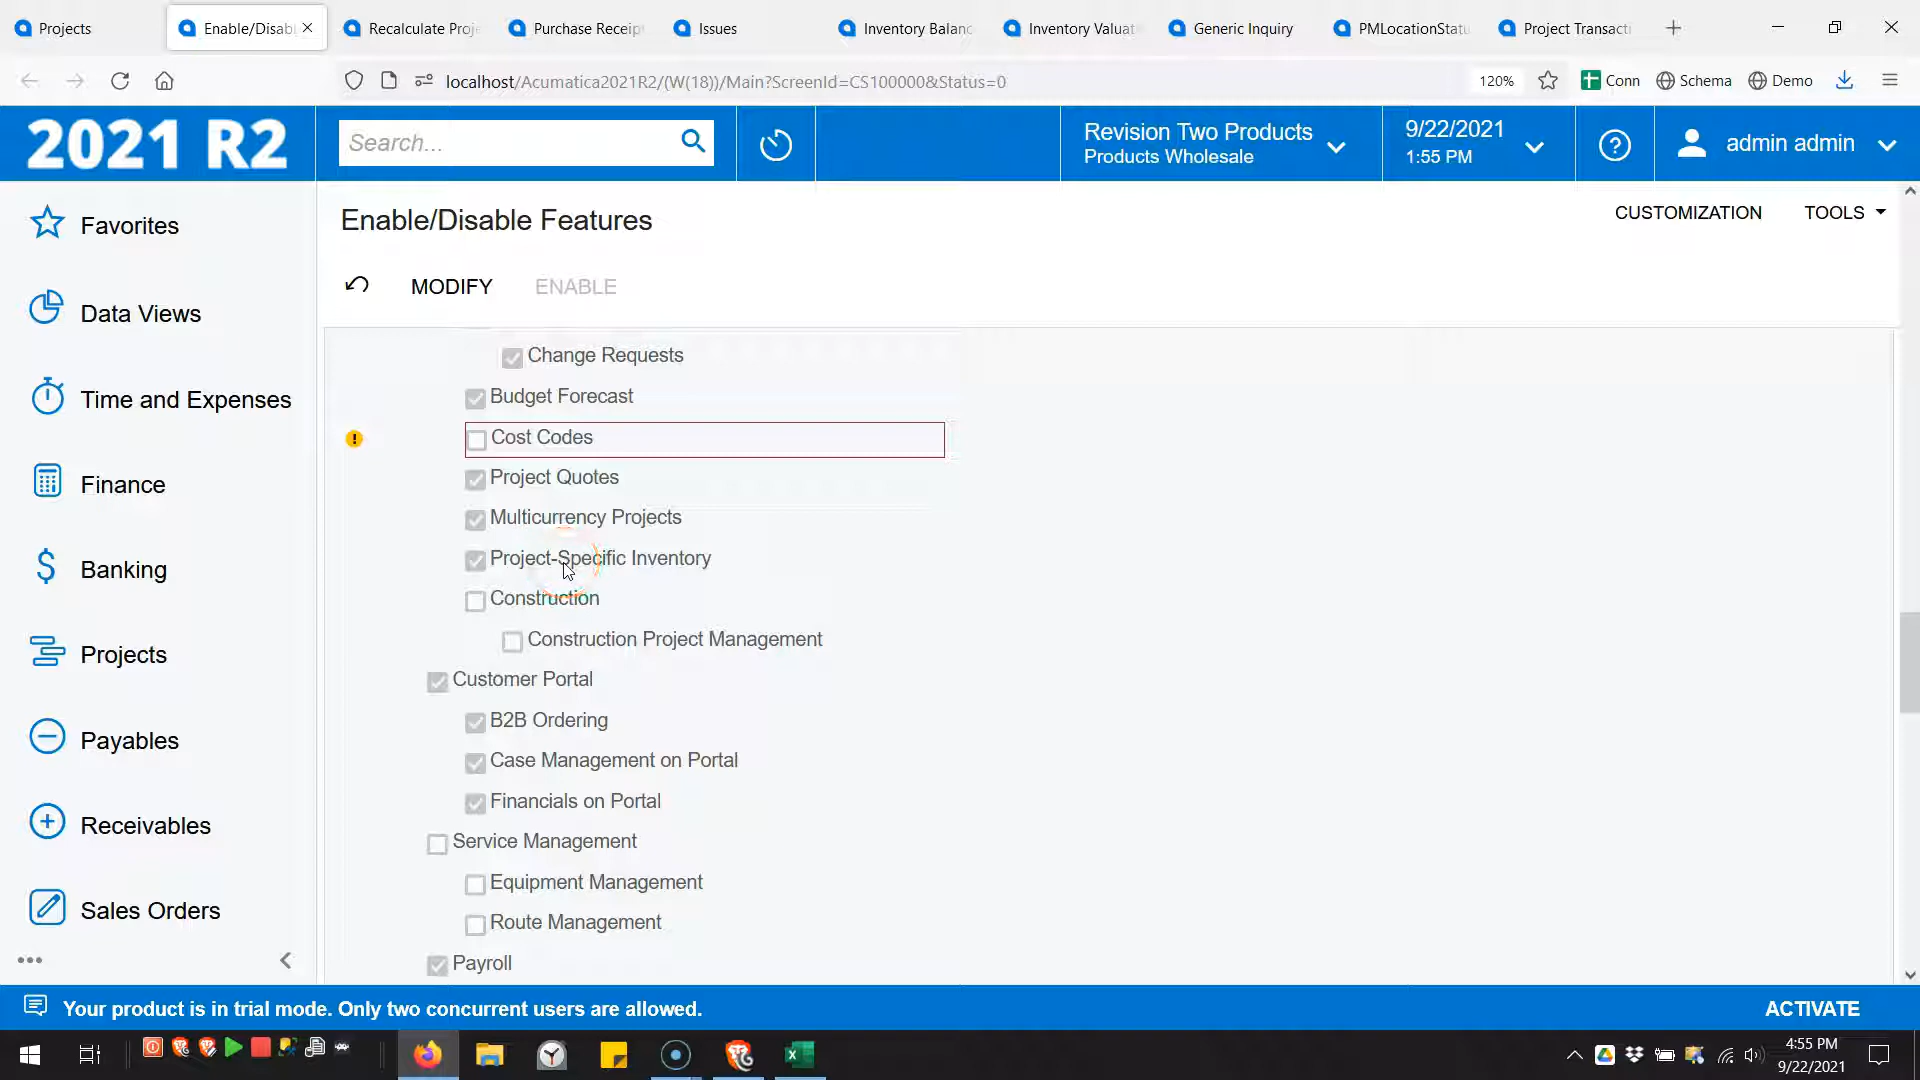 Projects
Enable/Disabl
Recalculate Proje
Purchase Receip
Issues
Inventory Balanc
Inventory Valuat
Generic Inquiry
PMLocationStatu
Project Transacti
localhost/Acumatica2021R2/(W(18))/Main?ScreenId=CS100000&Status=0
120%
Conn
Schema
Demo
2021 R2
Search...
Revision Two Products
Products Wholesale
9/22/2021
1:55 PM
admin admin
Favorites
Data Views
Time and Expenses
Finance
Banking
Projects
Payables
Receivables
Sales Orders
Enable/Disable Features
CUSTOMIZATION
TOOLS
MODIFY
ENABLE
Change Requests
Budget Forecast
Cost Codes
Project Quotes
Multicurrency Projects
Project-Specific Inventory
Construction
Construction Project Management
Customer Portal
B2B Ordering
Case Management on Portal
Financials on Portal
Service Management
Equipment Management
Route Management
Payroll
Your product is in trial mode. Only two concurrent users are allowed.
ACTIVATE
4:55 PM
9/22/2021